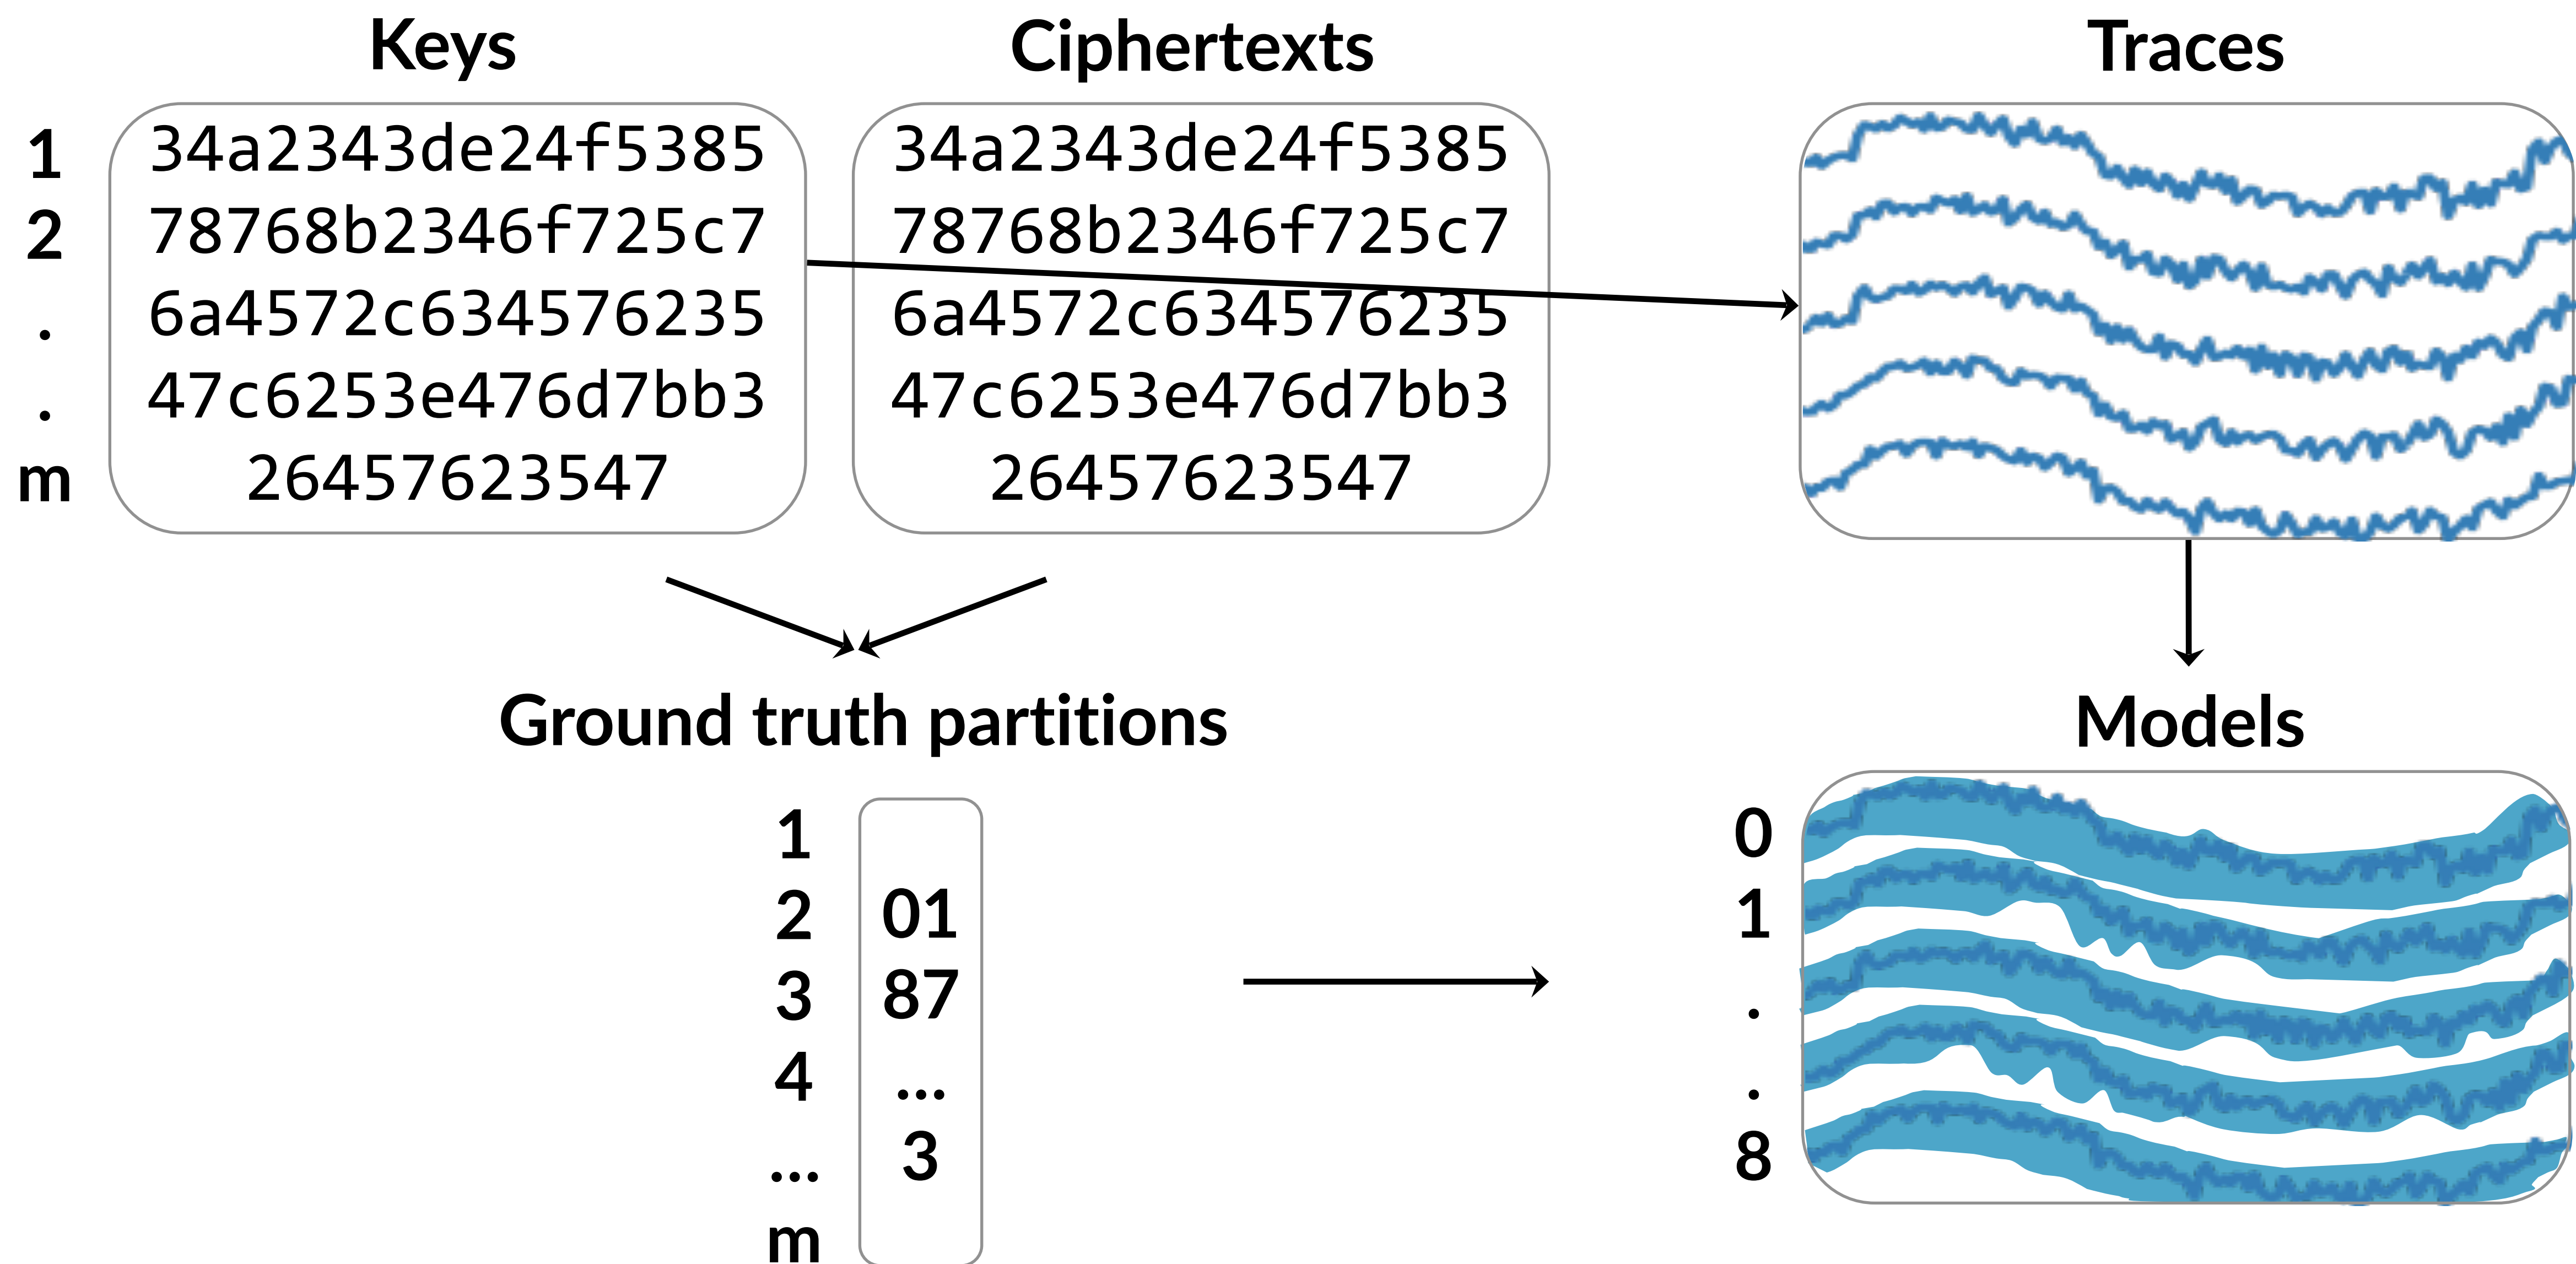 Keys
Ciphertexts
Traces
1
34a2343de24f5385
34a2343de24f5385
2
78768b2346f725c7
78768b2346f725c7
.
6a4572c634576235
6a4572c634576235
.
47c6253e476d7bb3
47c6253e476d7bb3
m
26457623547
26457623547
Ground truth partitions
1
2
01
3
87
4
...
...
3
m
Models
0
1
.
.
8